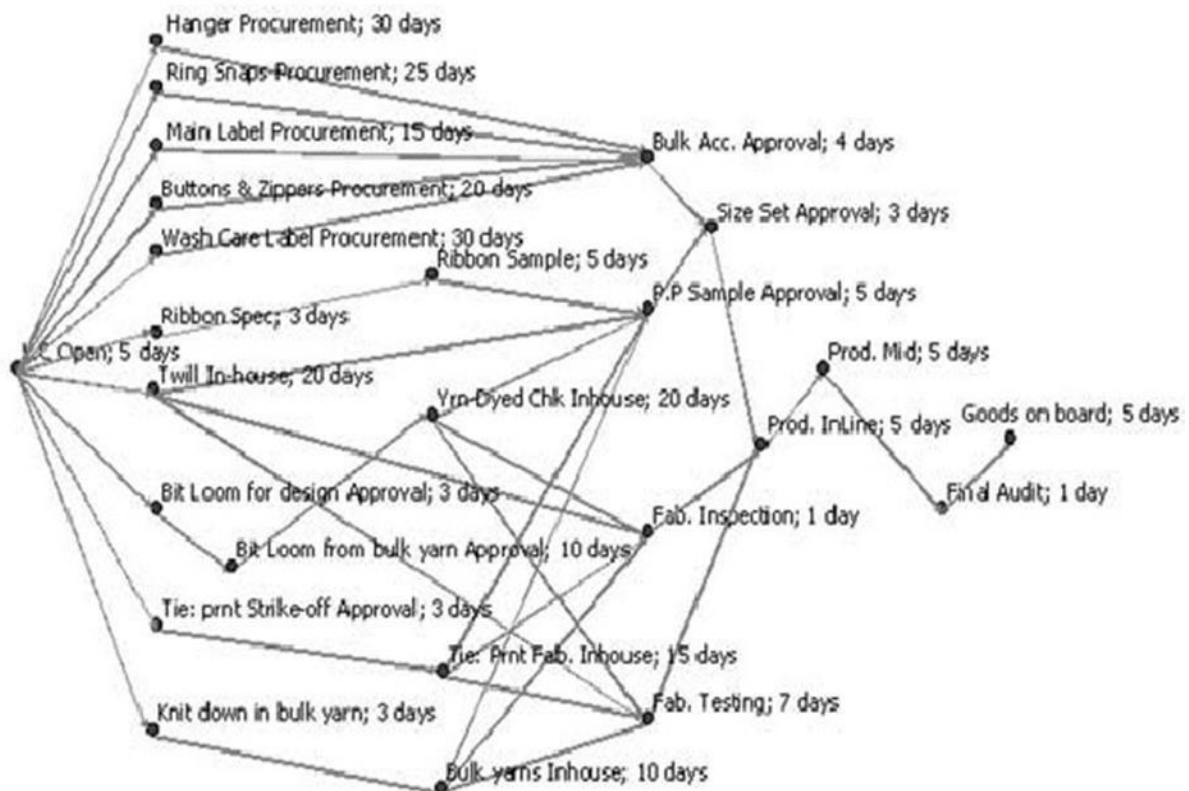 Hanger Procurement; 30 days
Ring Snaps Procurement; 25 days
Main Label Procurement; 15 days
Bulk Acc. Approval; 4 days
Buttons & Zippers Procurement; 20 days
Size Set Approval; 3 days
Wash Care Label Procurement; 30 days
Ribbon Sample; 5 days
P.P Sample Approval; 5 days
Ribbon Spec; 3 days
L.C Opan; 5 days
Prod. Mid; 5 days
Twill In-house; 20 days
Yrn-Dyed Chk Inhouse; 20 days
Goods on board; 5 days
Prod. InLine; 5 days
Bit Loom for design Approval; 3 days
Final Audit; 1 day
Fab. Inspection; 1 day
Bit Loom from bulk yarn Approval; 10 days
Tie: prnt Strike-off Approval; 3 days
Tie: Prnt Fab. Inhouse; 15 days
Fab. Testing; 7 days
Knit down in bulk yarn; 3 days
Bulk yarns Inhouse; 10 days